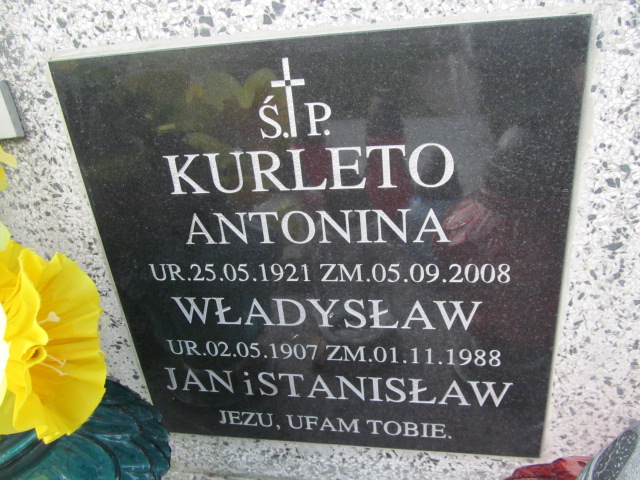 Ś.P.
KURLETO
ANTONINA
UR.25.05.1921 ZM.05.09.2008
WŁADYSŁAW
UR.02.05.1907 ZM.01.11.1988
JAN i STANISŁAW
JEZU, UFAM TOBIE.